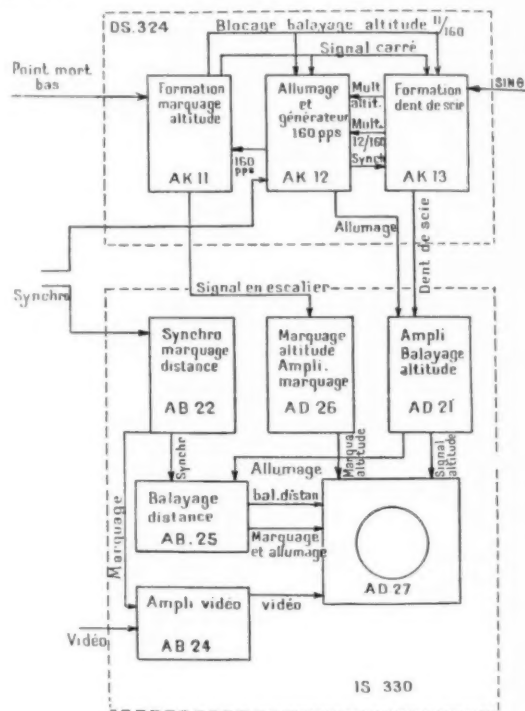 DS.324
Blocage balayage altitude 11/160
Signal carré
Point mort
bas
Formation
marquage
altitude
AK 11
Allumage
et
générateur
160 pps
AK 12
Formation
dent de scie
AK 13
Mult
altit.
Mult.
12/160
Synch
160
pps
Allumage
Dent de scie
Synchro
Signal en escalier
Synchro
marquage
distance
AB 22
Marquage
altitude
Ampli.
marquage
AD 26
Ampli
Balayage
altitude
AD 21
Synchr
Allumage
Marqua.
altitude
Signal
altitude
Marquage
Balayage
distance
AB.25
bal.distan
Marquage
et allumage
AD 27
Ampli vidéo
AB 24
vidéo
Vidéo
IS 330